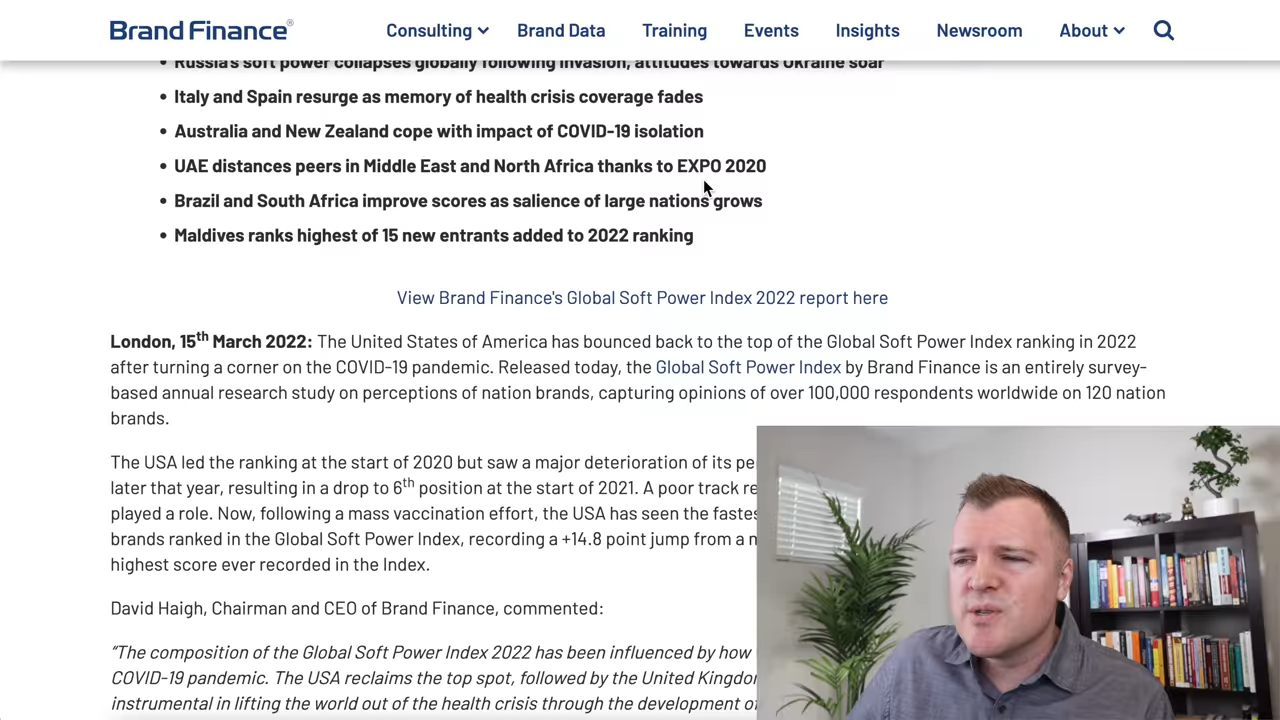 Brand Finance®
Consulting Brand Data Training Events Insights Newsroom About
• Russia's soft power collapses globally following invasion, attitudes towards Ukraine soar
• Italy and Spain resurge as memory of health crisis coverage fades
• Australia and New Zealand cope with impact of COVID-19 isolation
• UAE distances peers in Middle East and North Africa thanks to EXPO 2020
• Brazil and South Africa improve scores as salience of large nations grows
• Maldives ranks highest of 15 new entrants added to 2022 ranking
View Brand Finance's Global Soft Power Index 2022 report here
London, 15th March 2022: The United States of America has bounced back to the top of the Global Soft Power Index ranking in 2022
after turning a corner on the COVID-19 pandemic. Released today, the Global Soft Power Index by Brand Finance is an entirely survey-
based annual research study on perceptions of nation brands, capturing opinions of over 100,000 respondents worldwide on 120 nation
brands.
The USA led the ranking at the start of 2020 but saw a major deterioration of its
later that year, resulting in a drop to 6th position at the start of 2021. A poor track
played a role. Now, following a mass vaccination effort, the USA has seen the
brands ranked in the Global Soft Power Index, recording a +14.8 point jump from a
highest score ever recorded in the Index.
David Haigh, Chairman and CEO of Brand Finance, commented:
"The composition of the Global Soft Power Index 2022 has been influenced by how
COVID-19 pandemic. The USA reclaims the top spot, followed by the United
instrumental in lifting the world out of the health crisis through the development